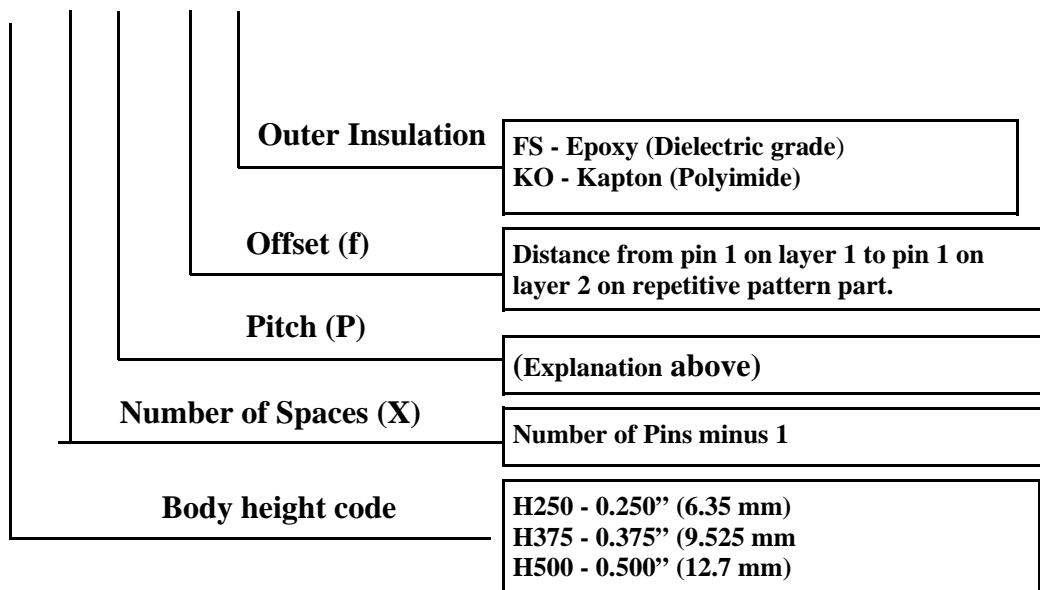 Outer Insulation
FS - Epoxy (Dielectric grade)
KO - Kapton (Polyimide)
Offset (f)
Distance from pin 1 on layer 1 to pin 1 on
layer 2 on repetitive pattern part.
Pitch (P)
(Explanation above)
Number of Spaces (X)
Number of Pins minus 1
Body height code
H250 - 0.250” (6.35 mm)
H375 - 0.375” (9.525 mm
H500 - 0.500” (12.7 mm)